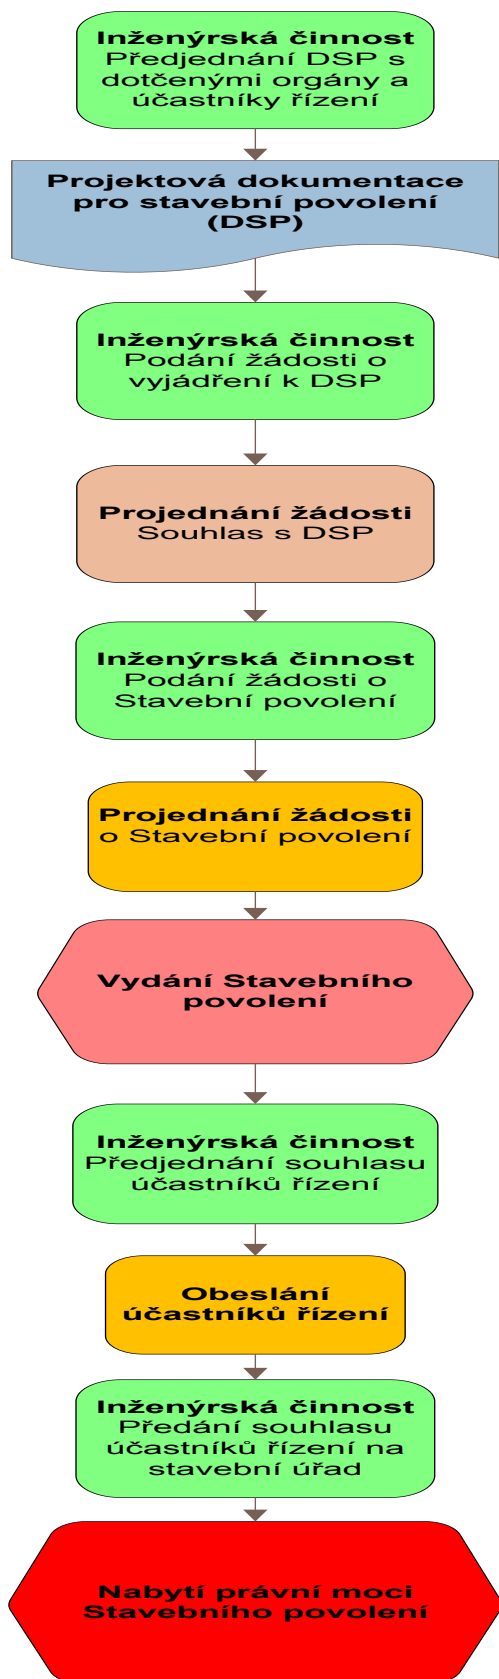 Inženýrská činnost
Předjednání DSP s
dotčenými orgány a
účastníky řízení
Projektová dokumentace
pro stavební povolení
(DSP)
Inženýrská činnost
Podání žádosti o
vyjádření k DSP
Projednání žádosti
Souhlas s DSP
Inženýrská činnost
Podání žádosti o
Stavební povolení
Projednání žádosti
o Stavební povolení
Vydání Stavebního
povolení
Inženýrská činnost
Předjednání souhlasu
účastníků řízení
Obeslání
účastníků řízení
Inženýrská činnost
Předání souhlasu
účastníků řízení na
stavební úřad
Nabytí právní moci
Stavebního povolení